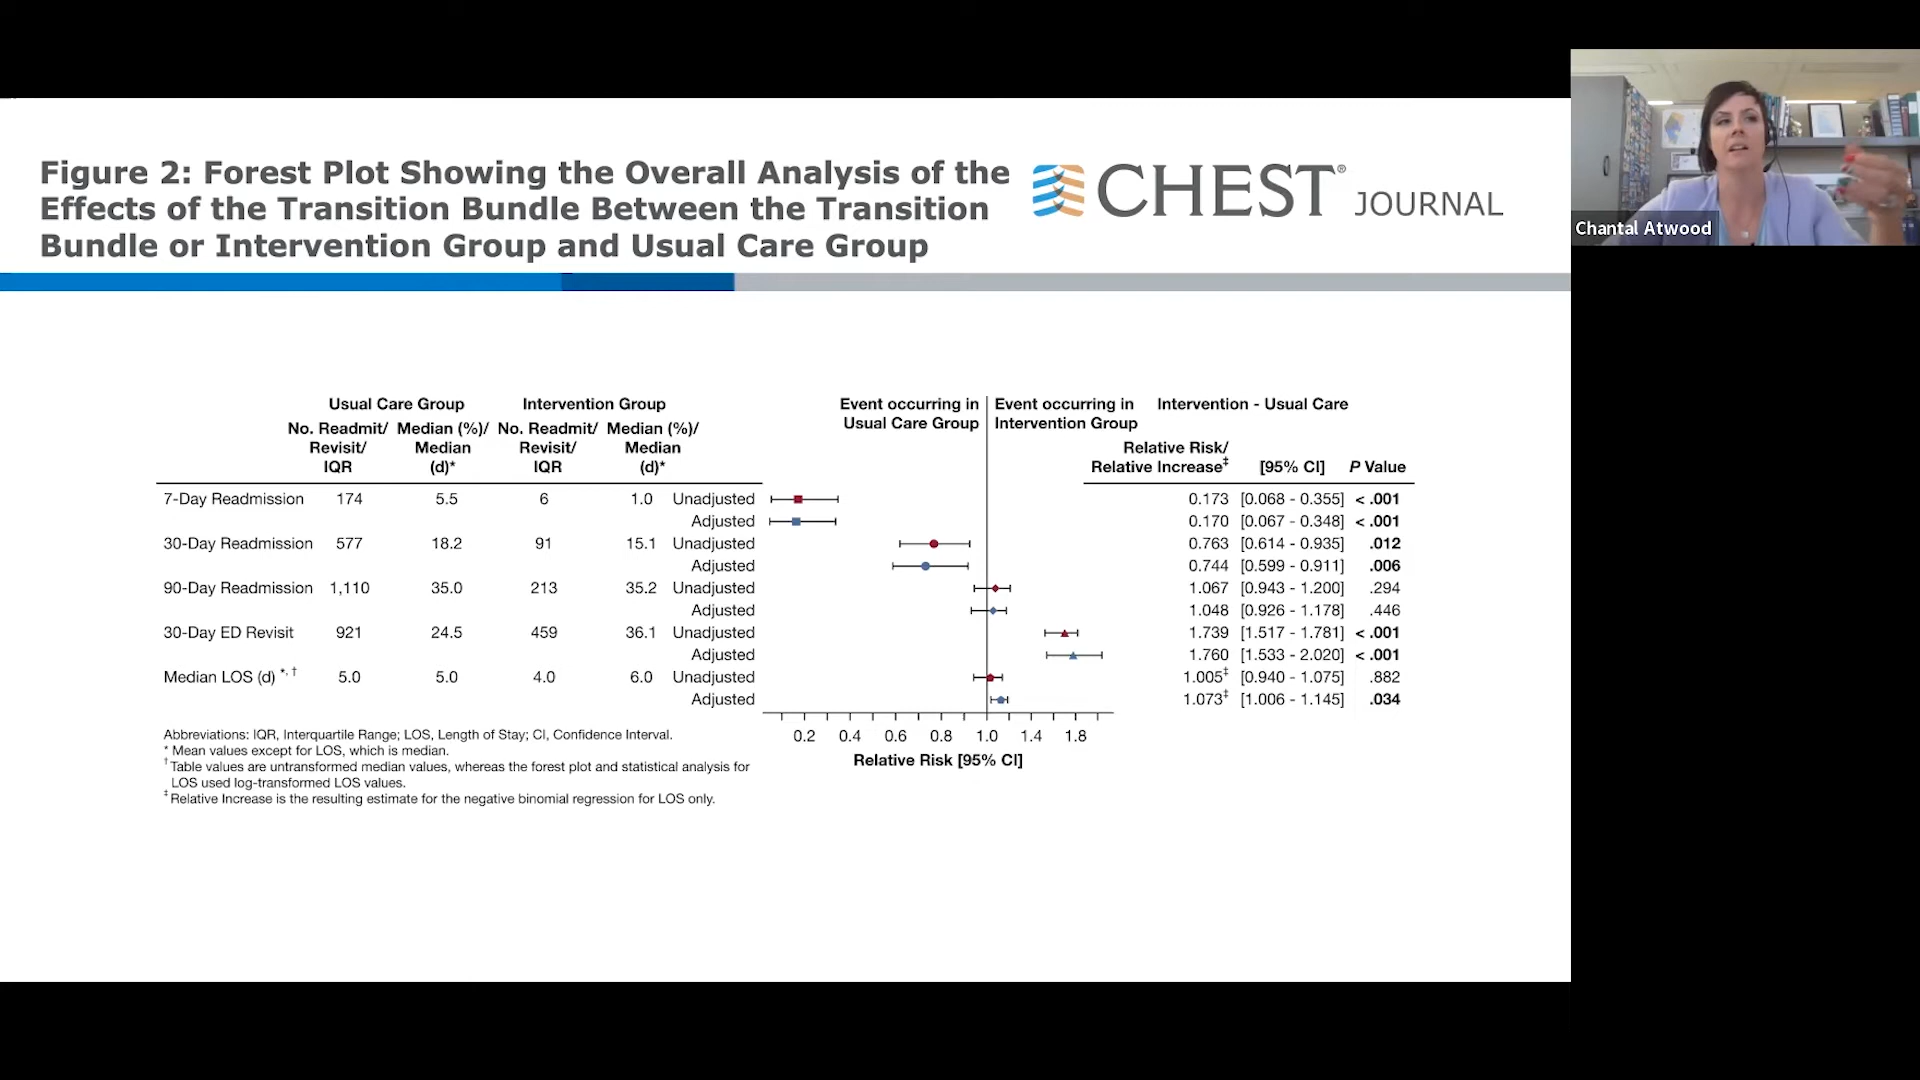 Figure 2: Forest Plot Showing the Overall Analysis of the
Effects of the Transition Bundle Between the Transition
Bundle or Intervention Group and Usual Care Group
CHEST® JOURNAL
Chantal Atwood
Usual Care Group Intervention Group
No. Readmit/ Median (%)/ No. Readmit/ Median (%)/
Revisit/ Median Revisit/ Median
IQR (d)* IQR (d)*
Event occurring in Event occurring in Intervention - Usual Care
Usual Care Group Intervention Group
Relative Risk/
Relative Increase‡ [95% CI] P Value
7-Day Readmission 174 5.5 6 1.0 Unadjusted 0.173 [0.068 - 0.355] < .001
Adjusted 0.170 [0.067 - 0.348] < .001
30-Day Readmission 577 18.2 91 15.1 Unadjusted 0.763 [0.614 - 0.935] .012
Adjusted 0.744 [0.599 - 0.911] .006
90-Day Readmission 1,110 35.0 213 35.2 Unadjusted 1.067 [0.943 - 1.200] .294
Adjusted 1.048 [0.926 - 1.178] .446
30-Day ED Revisit 921 24.5 459 36.1 Unadjusted 1.739 [1.517 - 1.781] < .001
Adjusted 1.760 [1.533 - 2.020] < .001
Median LOS (d) *, † 5.0 5.0 4.0 6.0 Unadjusted 1.005‡ [0.940 - 1.075] .882
Adjusted 1.073‡ [1.006 - 1.145] .034
0.2 0.4 0.6 0.8 1.0 1.4 1.8
Relative Risk [95% CI]
Abbreviations: IQR, Interquartile Range; LOS, Length of Stay; CI, Confidence Interval.
* Mean values except for LOS, which is median.
† Table values are untransformed median values, whereas the forest plot and statistical analysis for
LOS used log-transformed LOS values.
‡ Relative Increase is the resulting estimate for the negative binomial regression for LOS only.